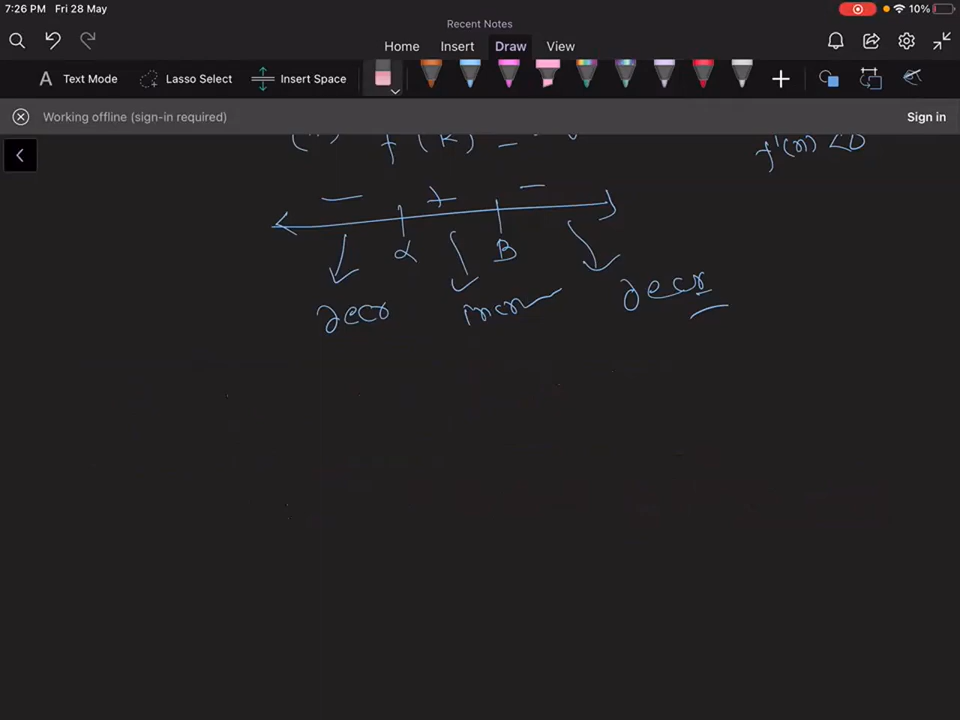 7:26 PM Fri 28 May
10%
Recent Notes
Home Insert Draw View
A Text Mode Lasso Select Insert Space
Working offline (sign-in required) Sign in
f'(n) <0
— + —
α B
decr incr decr